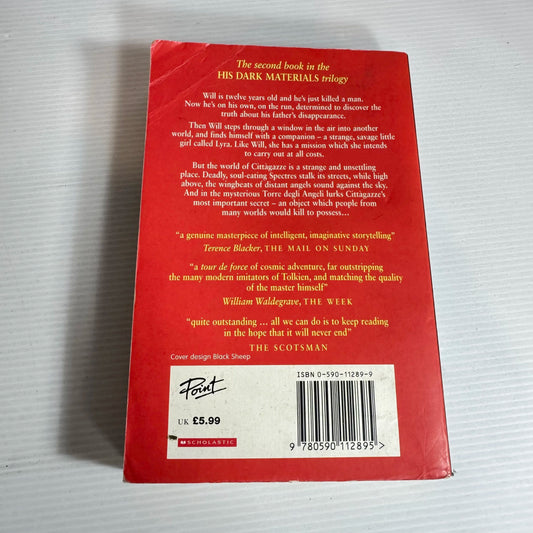 The second book in the
HIS DARK MATERIALS trilogy
Will is twelve years old and he's just killed a man.
Now he's on his own, on the run, determined to discover the
truth about his father's disappearance.
Then Will steps through a window in the air into another
world, and finds himself with a companion – a strange, savage little
girl called Lyra. Like Will, she has a mission which she intends
to carry out at all costs.
But the world of Cittàgazze is a strange and unsettling
place. Deadly, soul-eating Spectres stalk its streets, while high
above, the wingbeats of distant angels sound against the sky.
And in the mysterious Torre degli Angeli lurks Cittàgazze's
most important secret – an object which people from
many worlds would kill to possess...
"a genuine masterpiece of intelligent, imaginative storytelling"
Terence Blacker, THE MAIL ON SUNDAY
"a tour de force of cosmic adventure, far outstripping
the many modern imitators of Tolkien, and matching the quality
of the master himself"
William Waldegrave, THE WEEK
"quite outstanding ... all we can do is to keep reading
in the hope that it will never end"
THE SCOTSMAN
Cover design Black Sheep
Point
UK £5.99
SCHOLASTIC
ISBN 0-590-11289-9
9 780590 112895 >